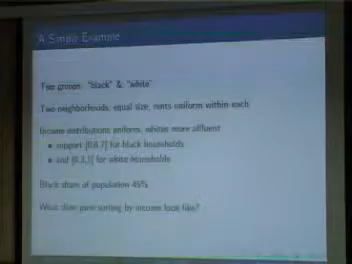 A Simple Example
Two groups: "black" & "white"
Two neighborhoods, equal size, rents uniform within each
Income distributions uniform, whites more affluent
support [0,0.7] for black households
and [0.3,1] for white households
Black share of population 45%
What does pure sorting by income look like?